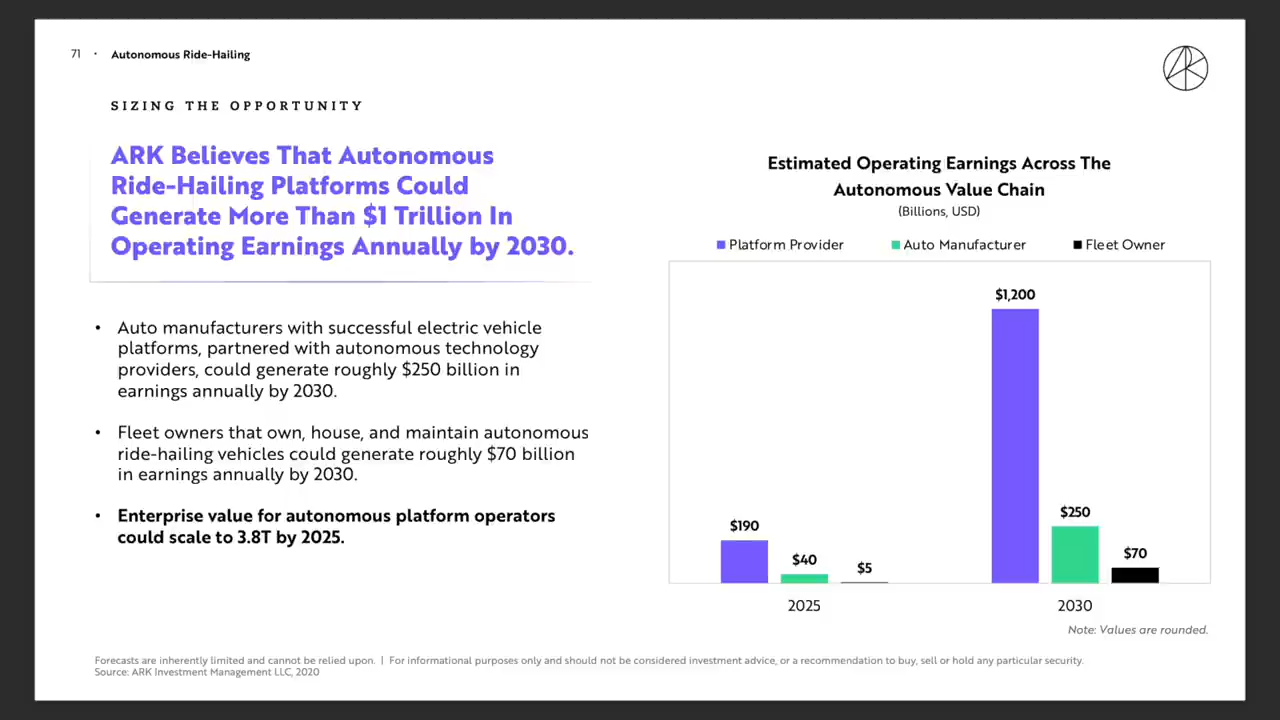 71 • Autonomous Ride-Hailing
ARK
SIZING THE OPPORTUNITY
ARK Believes That Autonomous
Ride-Hailing Platforms Could
Generate More Than $1 Trillion In
Operating Earnings Annually by 2030.
• Auto manufacturers with successful electric vehicle
platforms, partnered with autonomous technology
providers, could generate roughly $250 billion in
earnings annually by 2030.
• Fleet owners that own, house, and maintain autonomous
ride-hailing vehicles could generate roughly $70 billion
in earnings annually by 2030.
• Enterprise value for autonomous platform operators
could scale to 3.8T by 2025.
Estimated Operating Earnings Across The
Autonomous Value Chain
(Billions, USD)
Platform Provider Auto Manufacturer Fleet Owner
$190
$40
$5
$1,200
$250
$70
2025 2030
Note: Values are rounded.
Forecasts are inherently limited and cannot be relied upon. | For informational purposes only and should not be considered investment advice, or a recommendation to buy, sell or hold any particular security.
Source: ARK Investment Management LLC, 2020